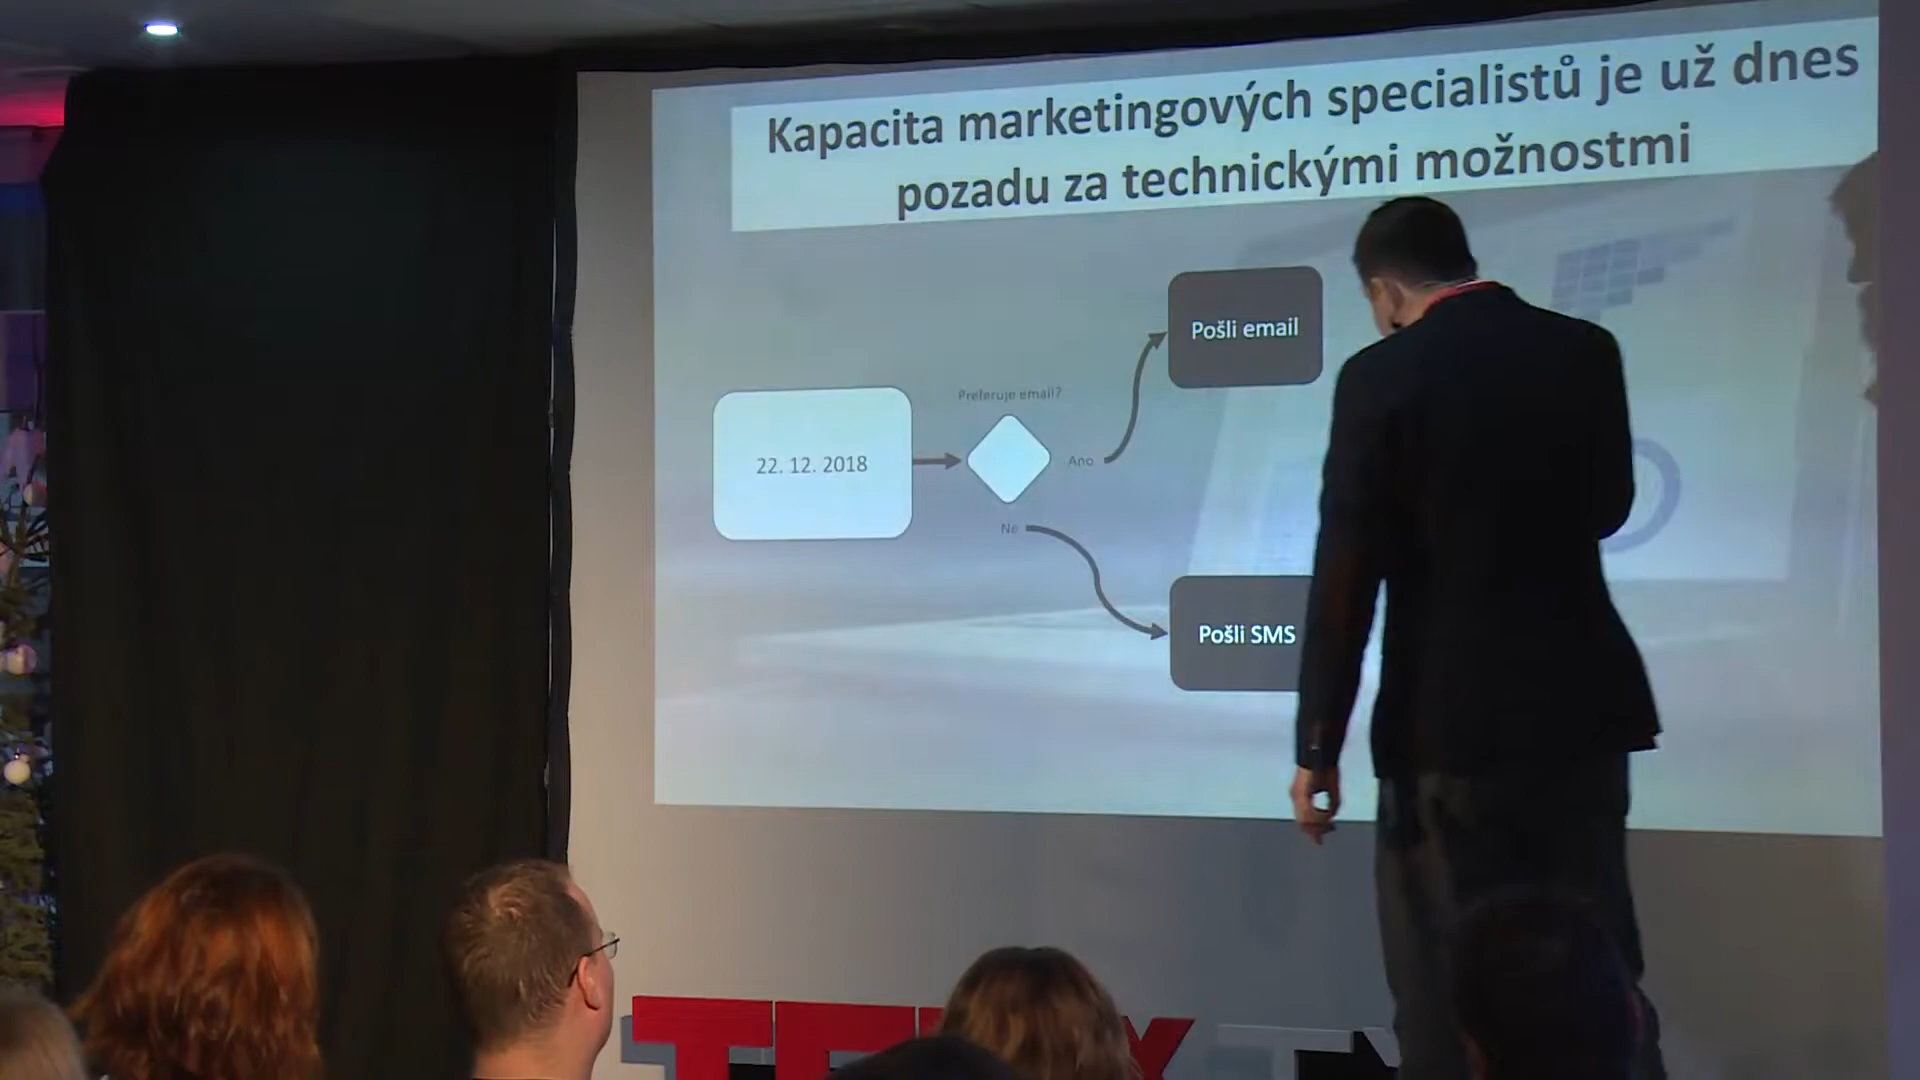 Kapacita marketingových specialistů je už dnes
pozadu za technickými možnostmi
Pošli email
Preferuje email?
22. 12. 2018
Ano
Ne
Pošli SMS